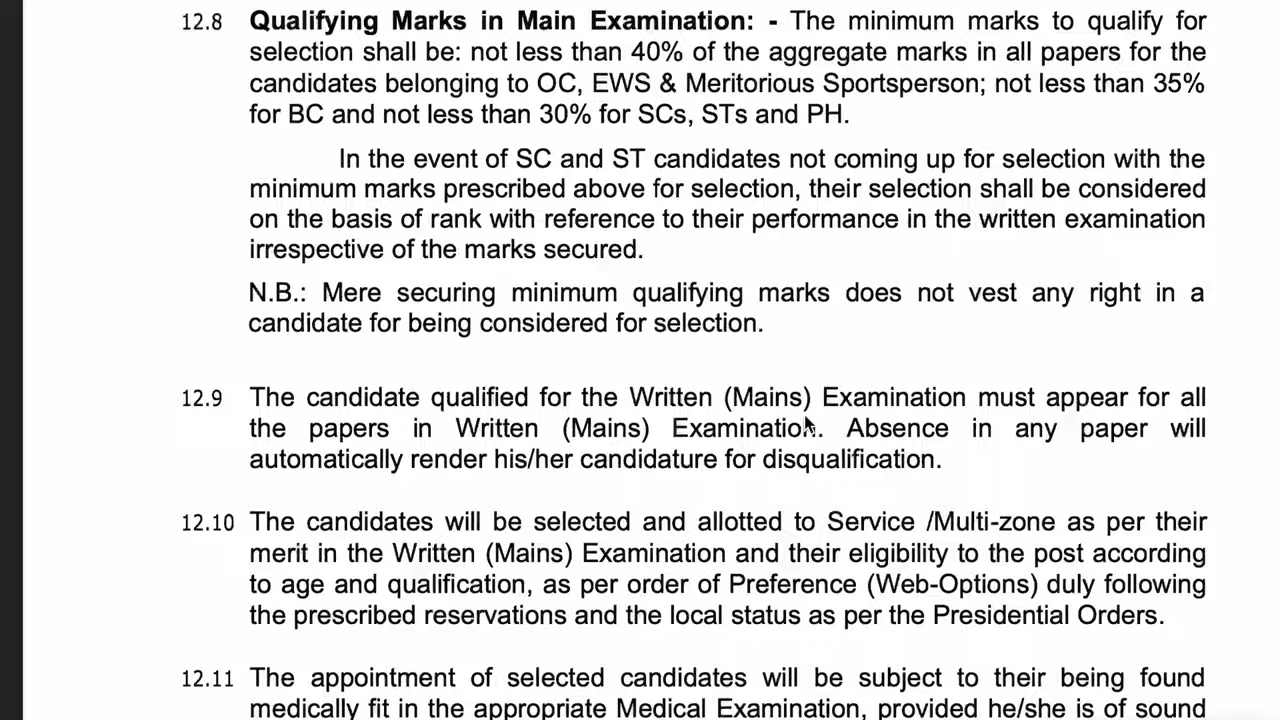 12.8 Qualifying Marks in Main Examination: - The minimum marks to qualify for
selection shall be: not less than 40% of the aggregate marks in all papers for the
candidates belonging to OC, EWS & Meritorious Sportsperson; not less than 35%
for BC and not less than 30% for SCs, STs and PH.
In the event of SC and ST candidates not coming up for selection with the
minimum marks prescribed above for selection, their selection shall be considered
on the basis of rank with reference to their performance in the written examination
irrespective of the marks secured.
N.B.: Mere securing minimum qualifying marks does not vest any right in a
candidate for being considered for selection.
12.9 The candidate qualified for the Written (Mains) Examination must appear for all
the papers in Written (Mains) Examination. Absence in any paper will
automatically render his/her candidature for disqualification.
12.10 The candidates will be selected and allotted to Service /Multi-zone as per their
merit in the Written (Mains) Examination and their eligibility to the post according
to age and qualification, as per order of Preference (Web-Options) duly following
the prescribed reservations and the local status as per the Presidential Orders.
12.11 The appointment of selected candidates will be subject to their being found
medically fit in the appropriate Medical Examination, provided he/she is of sound